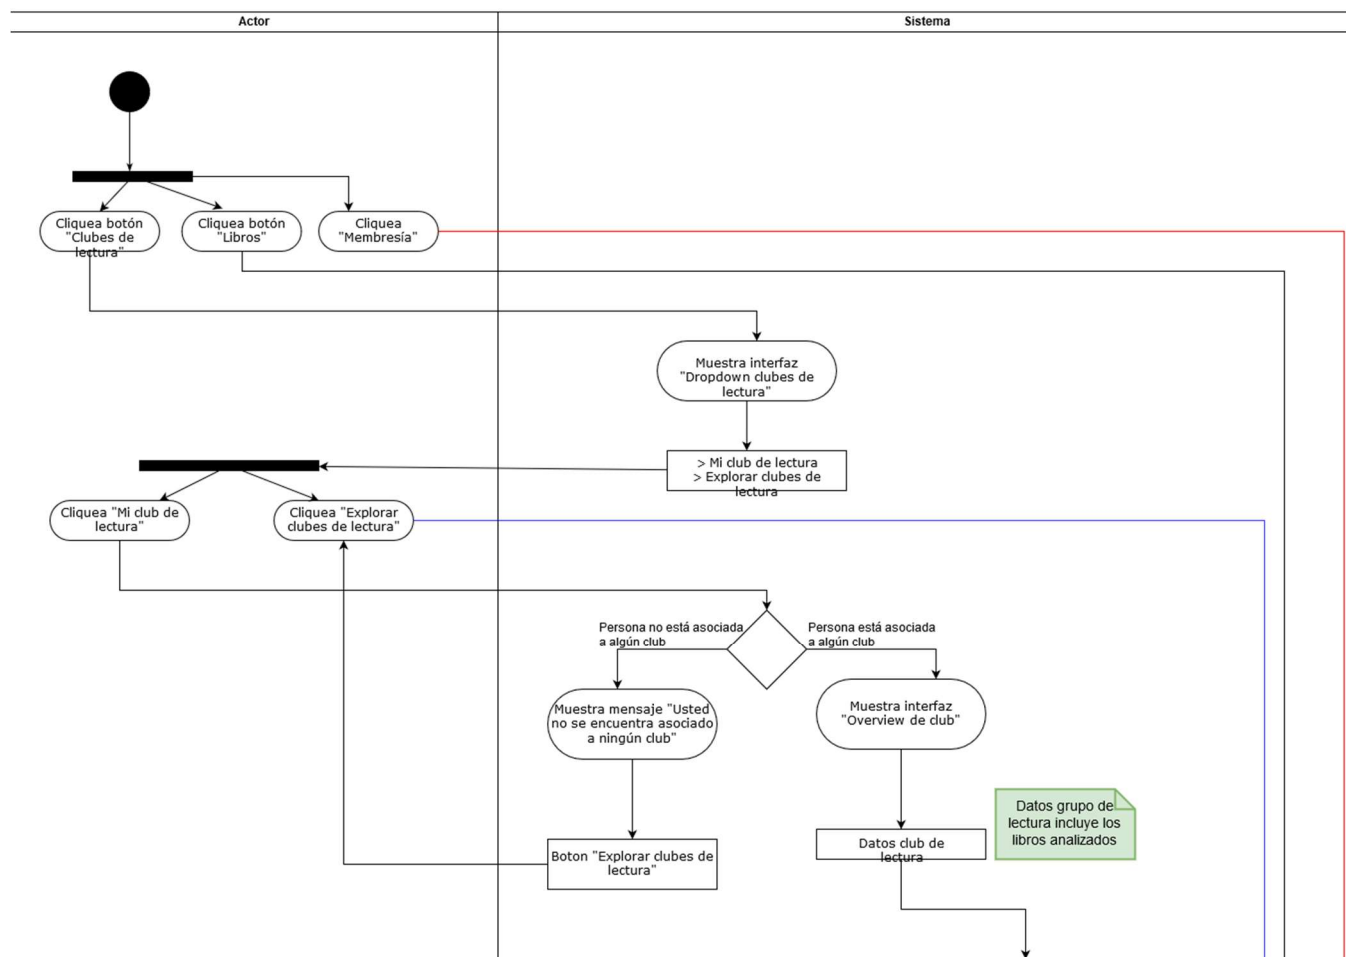 Actor
Sistema
Cliquea botón
"Clubes de
lectura"
Cliquea botón
"Libros"
Cliquea
"Membresía"
Muestra interfaz
"Dropdown clubes de
lectura"
> Mi club de lectura
> Explorar clubes de
lectura
Cliquea "Mi club de
lectura"
Cliquea "Explorar
clubes de lectura"
Persona no está asociada
a algún club
Persona está asociada
a algún club
Muestra mensaje "Usted
no se encuentra asociado
a ningún club"
Muestra interfaz
"Overview de club"
Datos grupo de
lectura incluye los
libros analizados
Boton "Explorar clubes de
lectura"
Datos club de
lectura